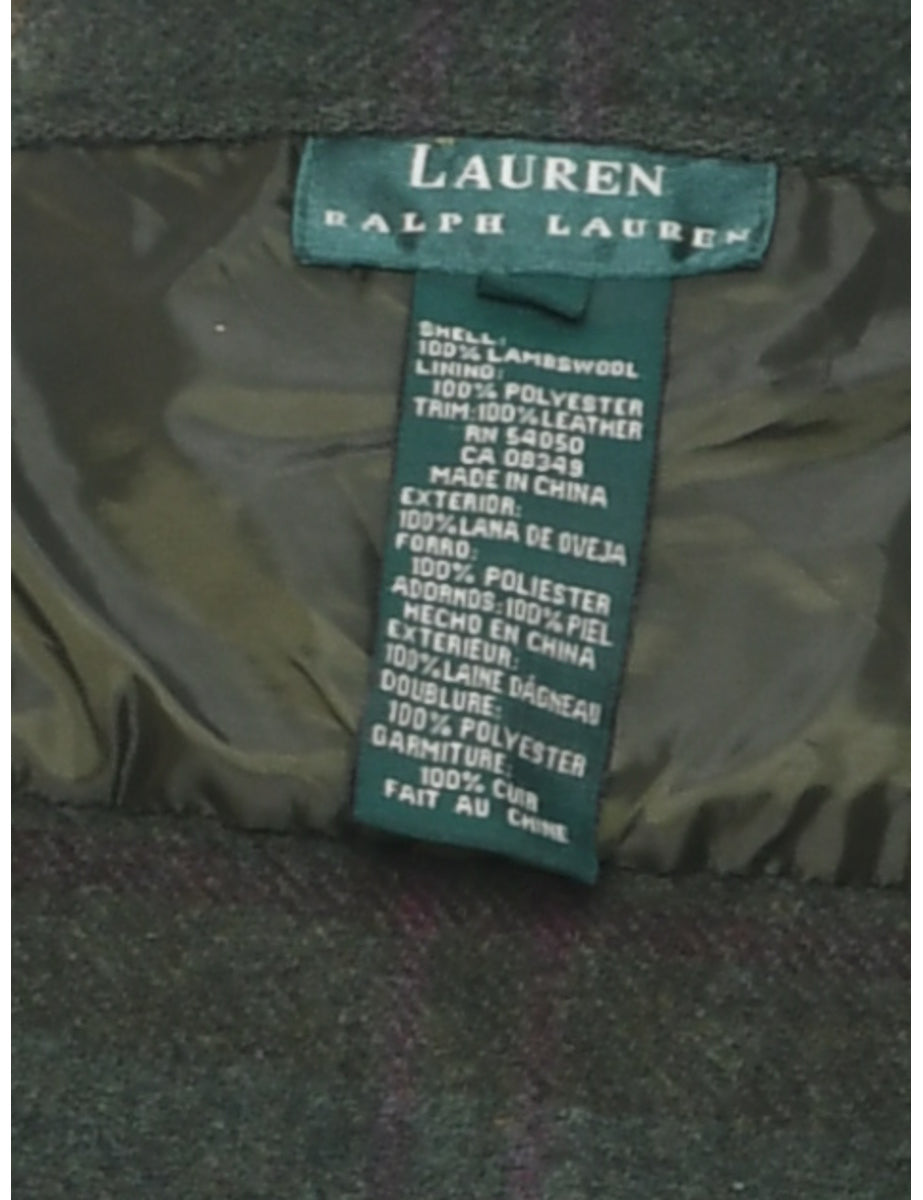 LAUREN
RALPH LAUREN
SHELL:
100% LAMBSWOOL
LINING:
100% POLYESTER
TRIM:100%LEATHER
RN 54050
CA 08349
MADE IN CHINA
EXTERIOR:
100%LANA DE OVEJA
FORRO:
100% POLIESTER
ADORNOS:100%PIEL
HECHO EN CHINA
EXTERIEUR:
100%LAINE DÁGNEAU
DOUBLURE:
100% POLYESTER
GARMITURE:
100% CUIR
FAIT AU CHINE